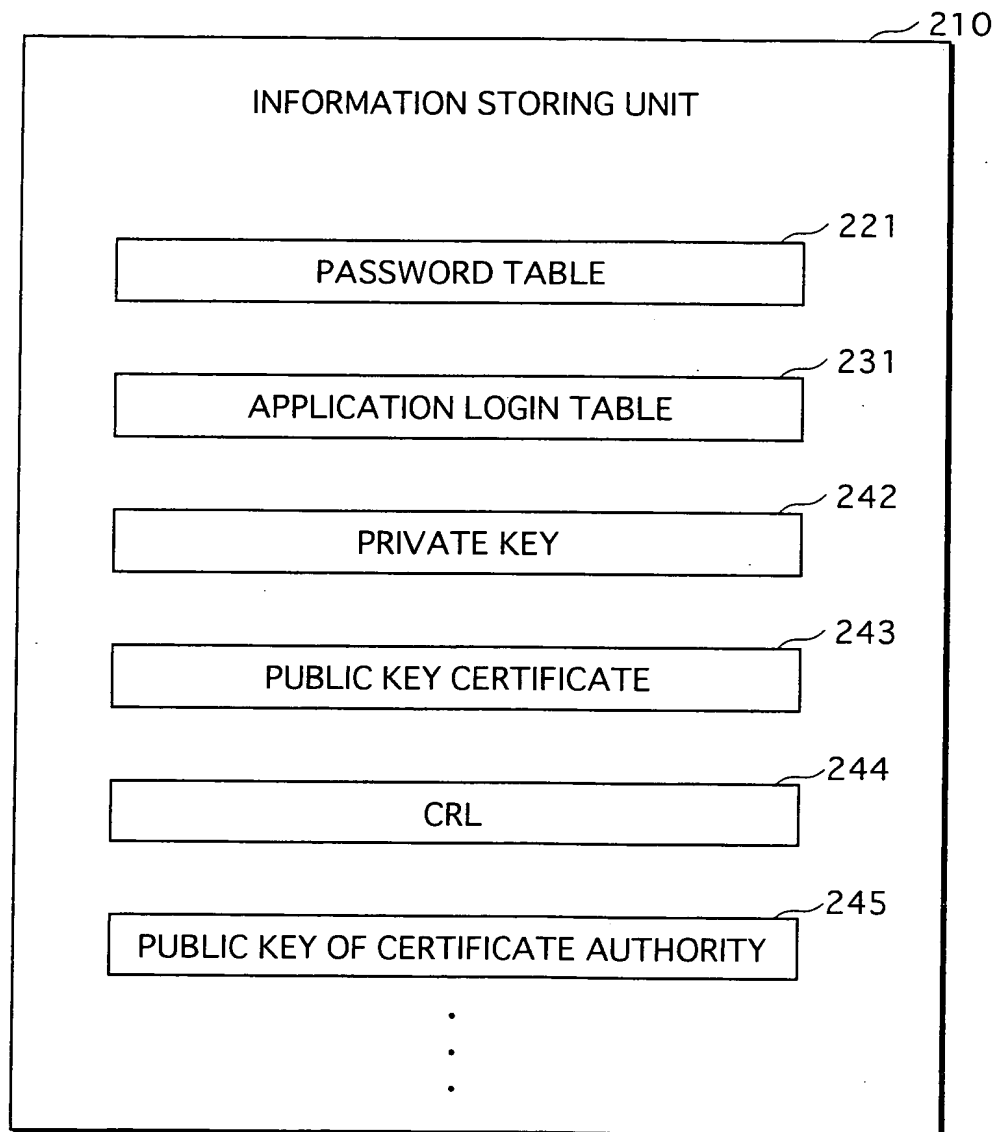 210
INFORMATION STORING UNIT
221
PASSWORD TABLE
231
APPLICATION LOGIN TABLE
242
PRIVATE KEY
243
PUBLIC KEY CERTIFICATE
244
CRL
245
PUBLIC KEY OF CERTIFICATE AUTHORITY